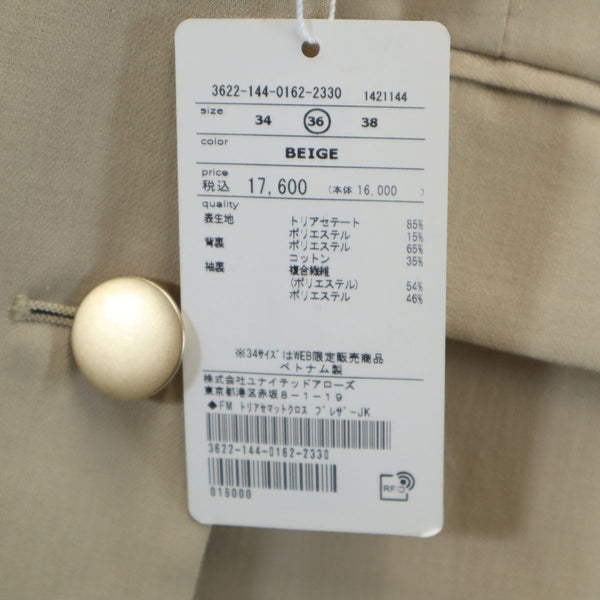 3622-144-0162-2330 1421144
size 34 36 38
color
BEIGE
price
税込 17,600 (本体 16,000 )
quality
表生地 トリアセテート 85%
ポリエステル 15%
背裏 ポリエステル 65%
コットン 35%
袖裏 複合繊維
(ポリエステル) 54%
ポリエステル 46%
※34サイズはWEB限定販売商品
ベトナム製
株式会社ユナイテッドアローズ
東京都港区赤坂8-1-19
◆FM トリアセマットクロス ブレザーJK
3622-144-0162-2330
016000
RFID